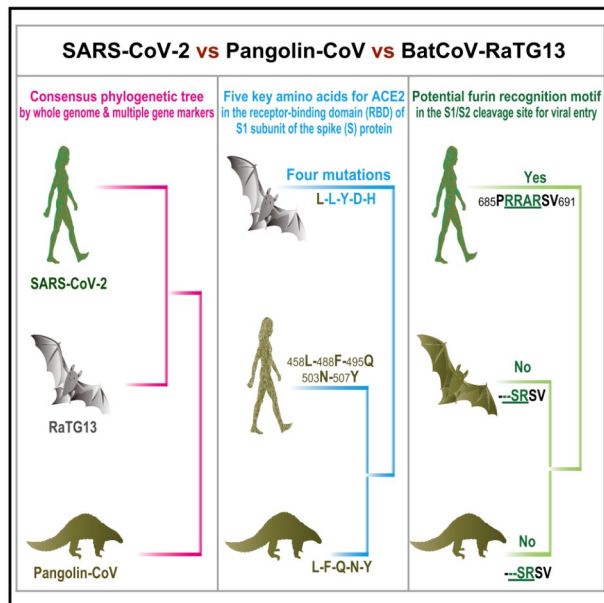 SARS-CoV-2 vs Pangolin-CoV vs BatCoV-RaTG13
Consensus phylogenetic tree
by whole genome & multiple gene markers
SARS-CoV-2
RaTG13
Pangolin-CoV
Five key amino acids for ACE2
in the receptor-binding domain (RBD) of
S1 subunit of the spike (S) protein
Four mutations
L-L-Y-D-H
458L-488F-495Q
503N-507Y
L-F-Q-N-Y
Potential furin recognition motif
in the S1/S2 cleavage site for viral entry
Yes
685PRRARSV691
No
----SRSV
No
----SRSV